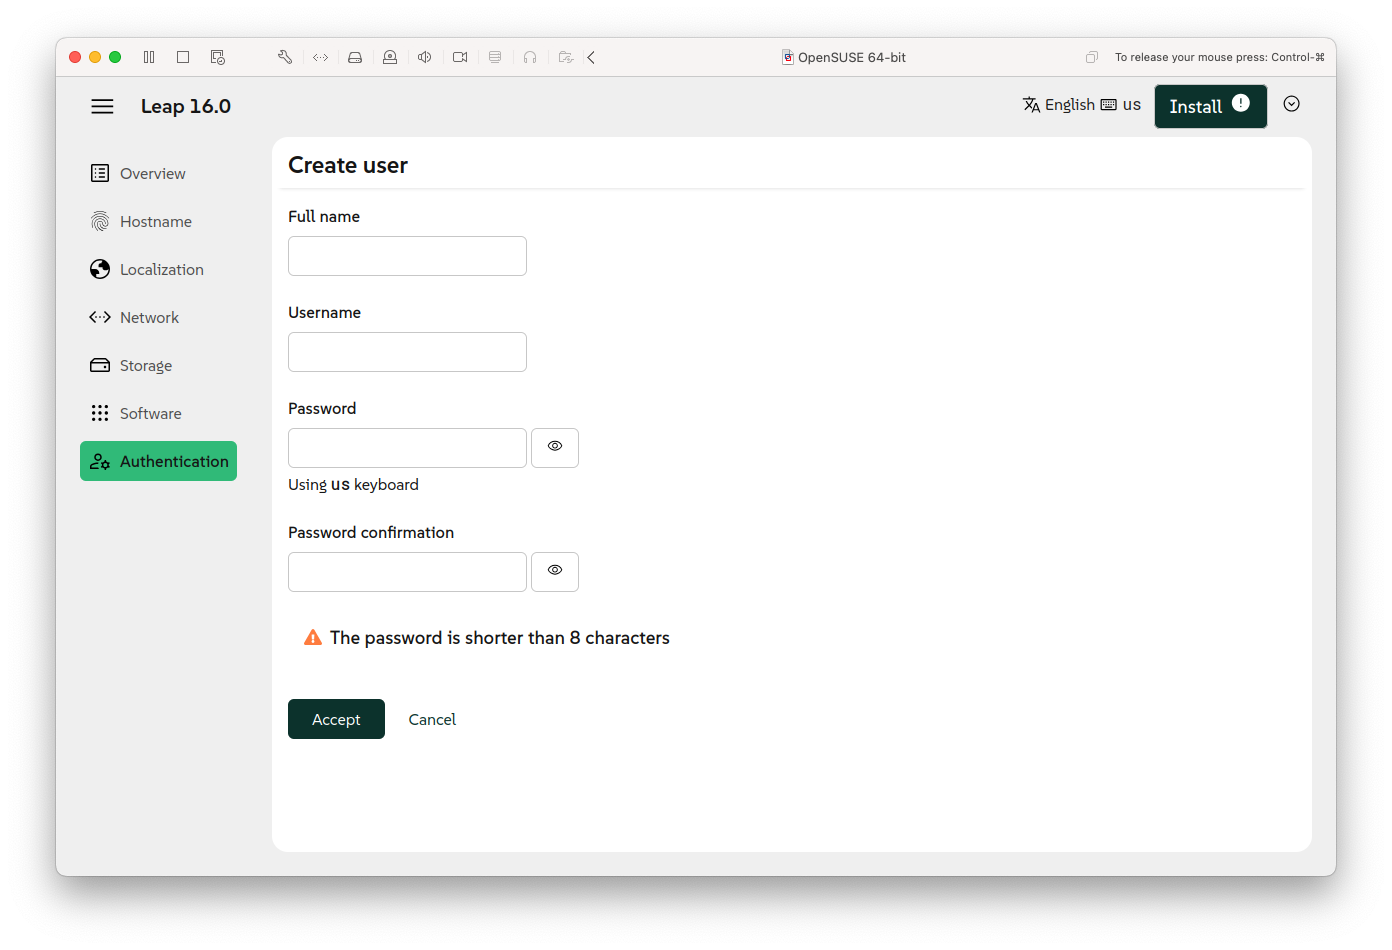 OpenSUSE 64-bit
To release your mouse press: Control-⌘
Leap 16.0
English us
Install
Overview
Hostname
Localization
Network
Storage
Software
Authentication
Create user
Full name
Username
Password
Using us keyboard
Password confirmation
The password is shorter than 8 characters
Accept Cancel